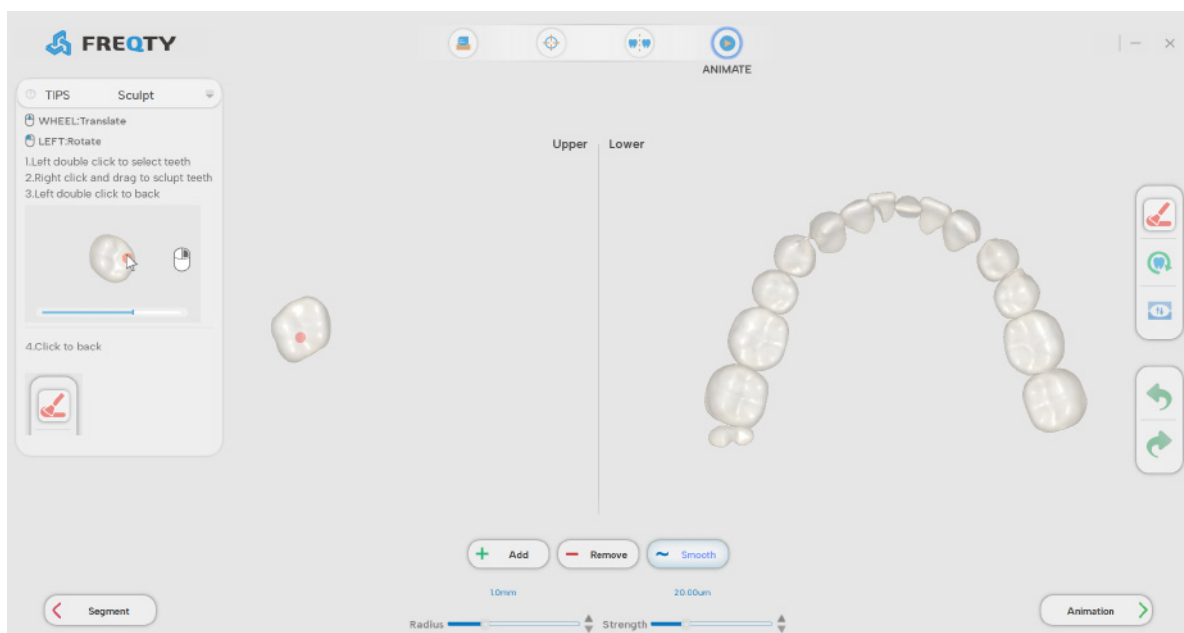 FREQTY
ANIMATE
TIPS Sculpt
WHEEL:Translate
LEFT:Rotate
1.Left double click to select teeth
2.Right click and drag to sclupt teeth
3.Left double click to back
4.Click to back
Upper Lower
Add Remove Smooth
1.0mm 20.00um
Radius Strength
Segment
Animation